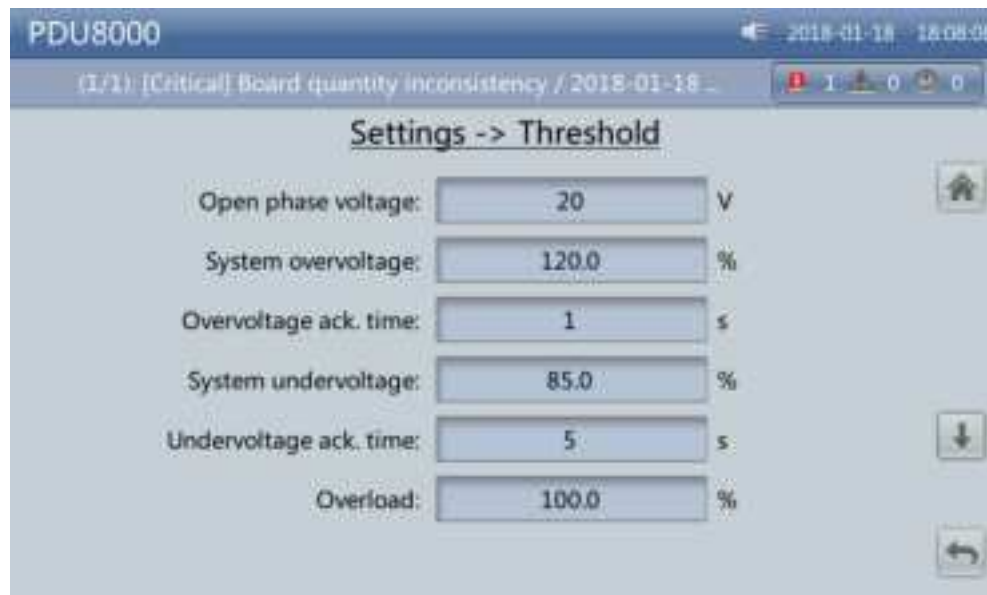 PDU8000 2018-01-18 18:08:08
(1/1): [Critical] Board quantity inconsistency / 2018-01-18 ... 1 0 0
Settings -> Threshold
Open phase voltage: 20 V
System overvoltage: 120.0 %
Overvoltage ack. time: 1 s
System undervoltage: 85.0 %
Undervoltage ack. time: 5 s
Overload: 100.0 %